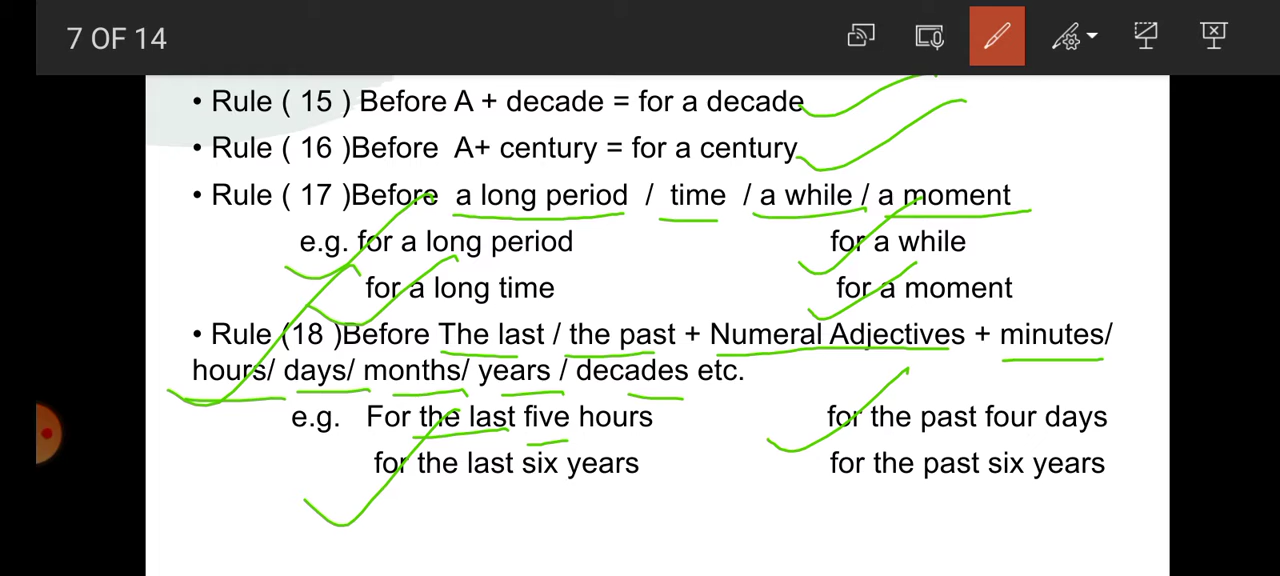 7 OF 14
• Rule ( 15 ) Before A + decade = for a decade
• Rule ( 16 )Before A+ century = for a century
• Rule ( 17 )Before a long period / time / a while / a moment
e.g. for a long period for a while
for a long time for a moment
• Rule (18 )Before The last / the past + Numeral Adjectives + minutes/
hours/ days/ months/ years / decades etc.
e.g. For the last five hours for the past four days
for the last six years for the past six years